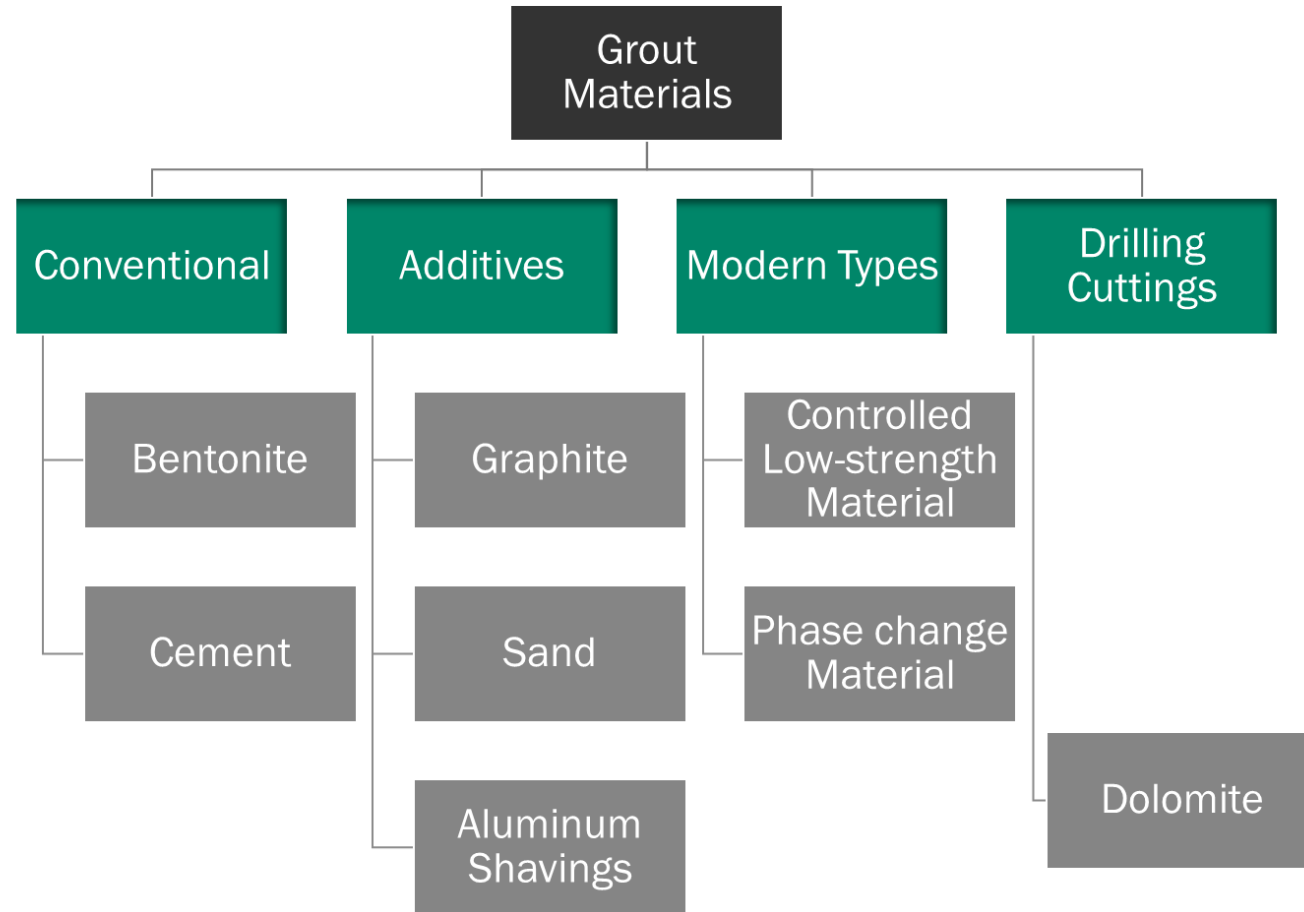 Grout
Materials
Conventional
Additives
Modern Types
Drilling
Cuttings
Bentonite
Graphite
Controlled
Low-strength
Material
Cement
Sand
Phase change
Material
Aluminum
Shavings
Dolomite